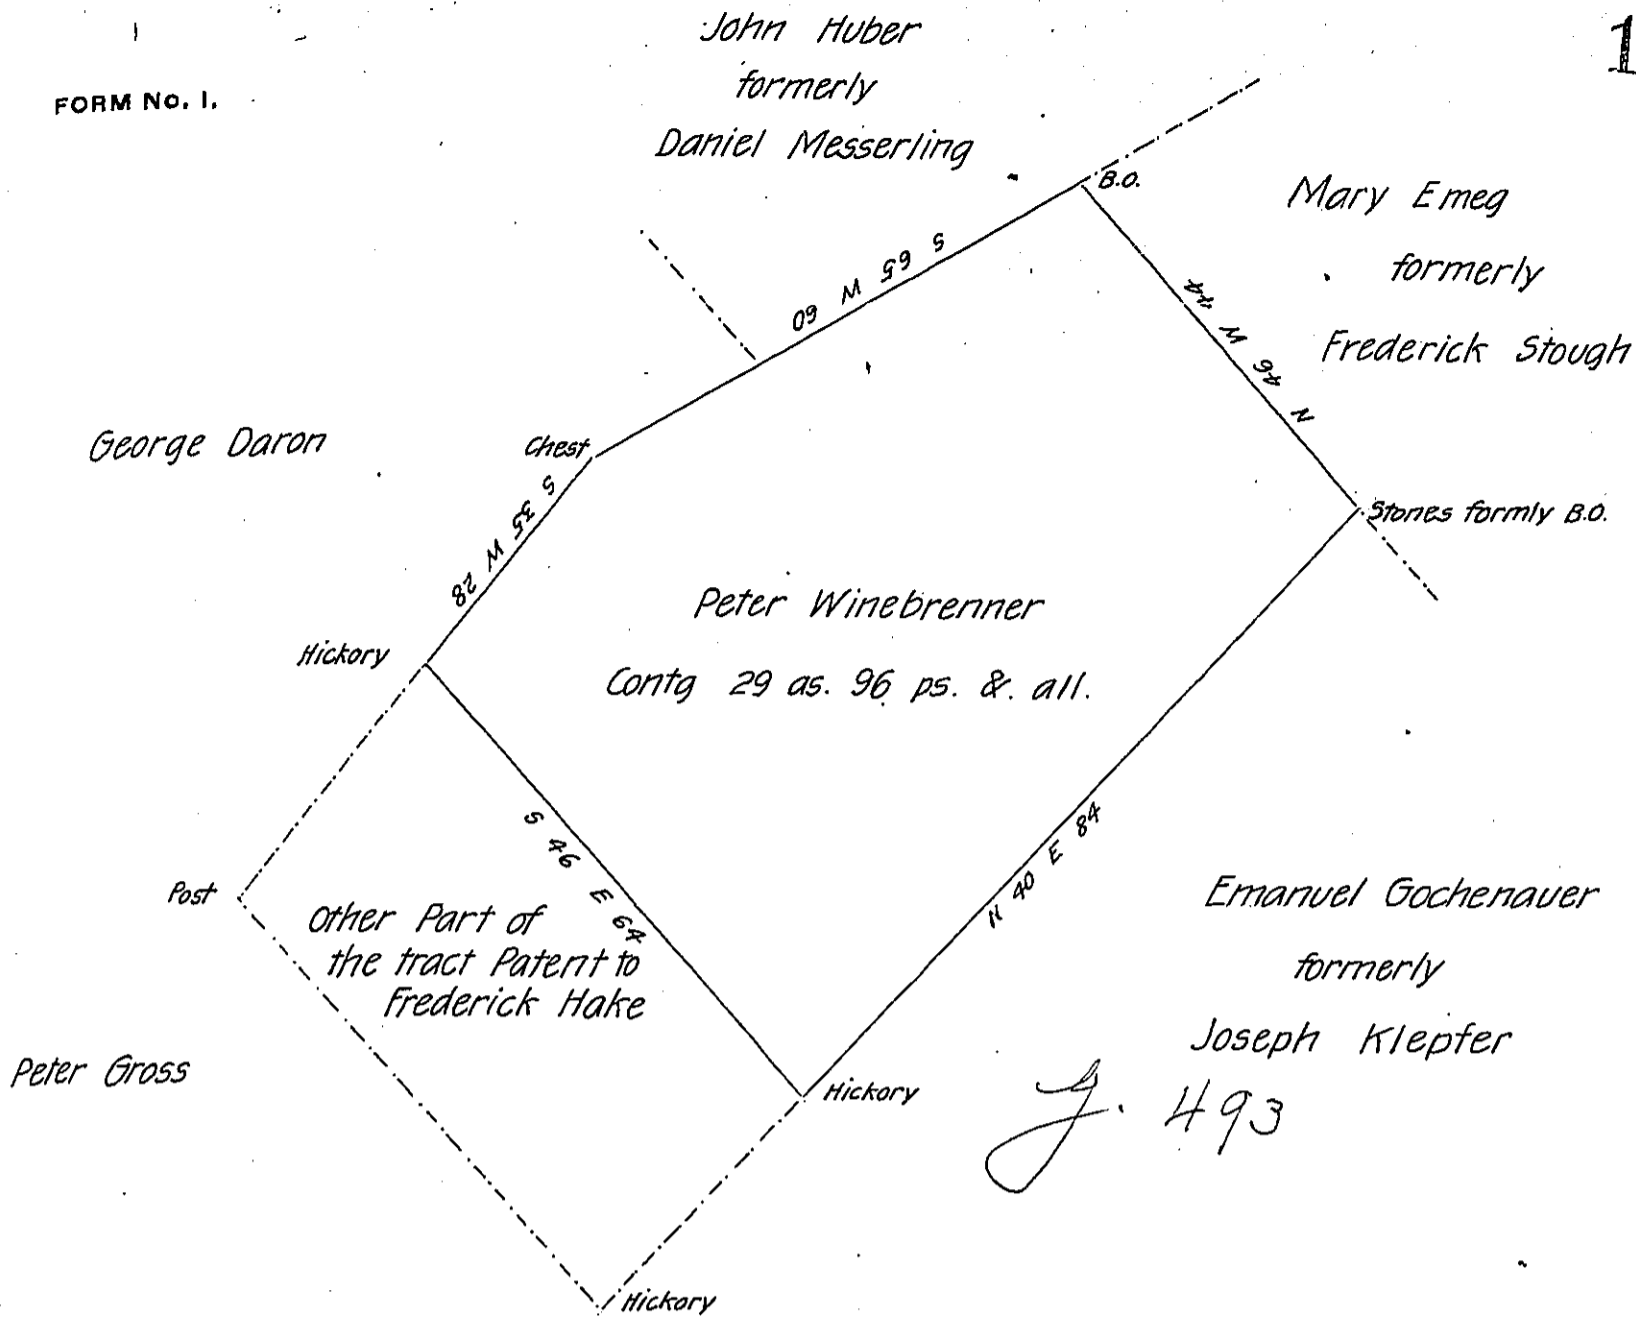 John Huber
1
FORM No. 1.
formerly
Daniel Messerling
B.O.
Mary Emeg
formerly
Frederick Stough
S 65 W 60
N 46 W 44
George Daron
Chest
S 35 W 28
Stones formly B.O.
Peter Winebrenner
Hickory
Contg 29 as. 96 ps. & all.
S 46 E 64
N 40 E 84
Post
Other Part of
the tract Patent to
Frederick Hake
Emanuel Gochenauer
formerly
Joseph Klepfer
Peter Gross
Hickory
J. 493
Hickory